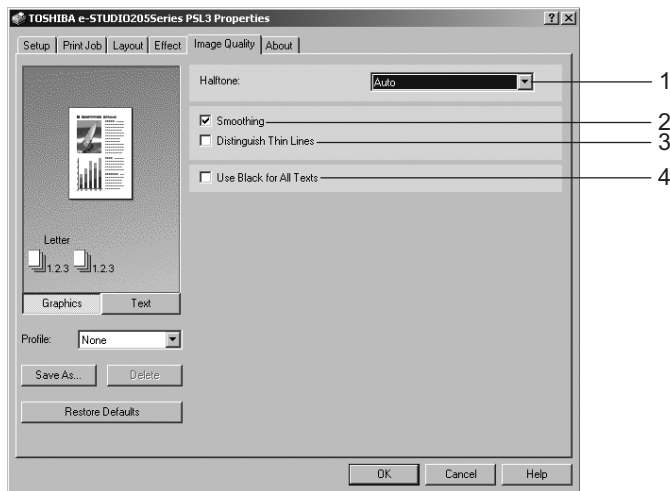 TOSHIBA e-STUDIO205Series PSL3 Properties
Setup Print Job Layout Effect Image Quality About
Halftone: Auto 1
Smoothing 2
Distinguish Thin Lines 3
Use Black for All Texts 4
Letter
1.2.3 1.2.3
Graphics Text
Profile: None
Save As... Delete
Restore Defaults
OK Cancel Help